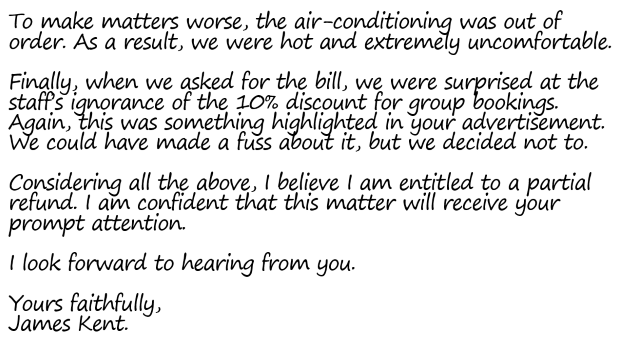 To make matters worse, the air-conditioning was out of
order. As a result, we were hot and extremely uncomfortable.
Finally, when we asked for the bill, we were surprised at the
staff's ignorance of the 10% discount for group bookings.
Again, this was something highlighted in your advertisement.
We could have made a fuss about it, but we decided not to.
Considering all the above, I believe I am entitled to a partial
refund. I am confident that this matter will receive your
prompt attention.
I look forward to hearing from you.
Yours faithfully,
James Kent.